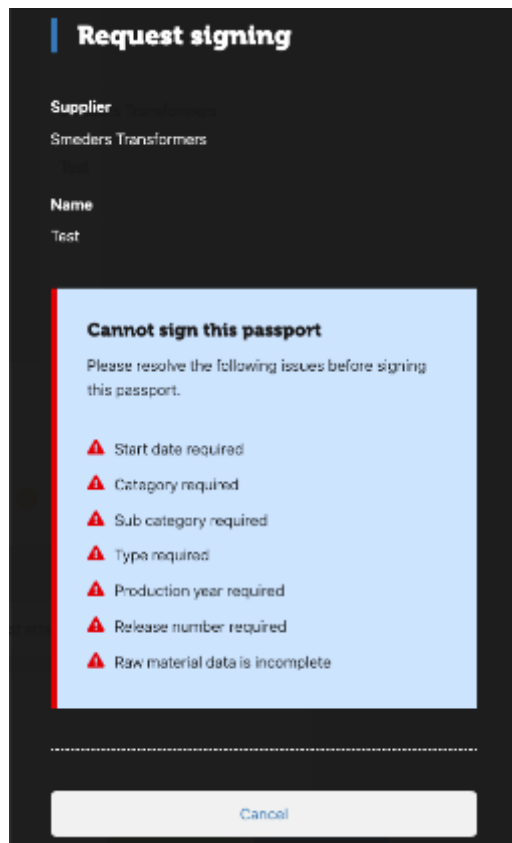 Request signing
Supplier
Smeders Transformers
Name
Test
Cannot sign this passport
Please resolve the following issues before signing
this passport.
Start date required
Category required
Sub category required
Type required
Production year required
Release number required
Raw material data is incomplete
Cancel